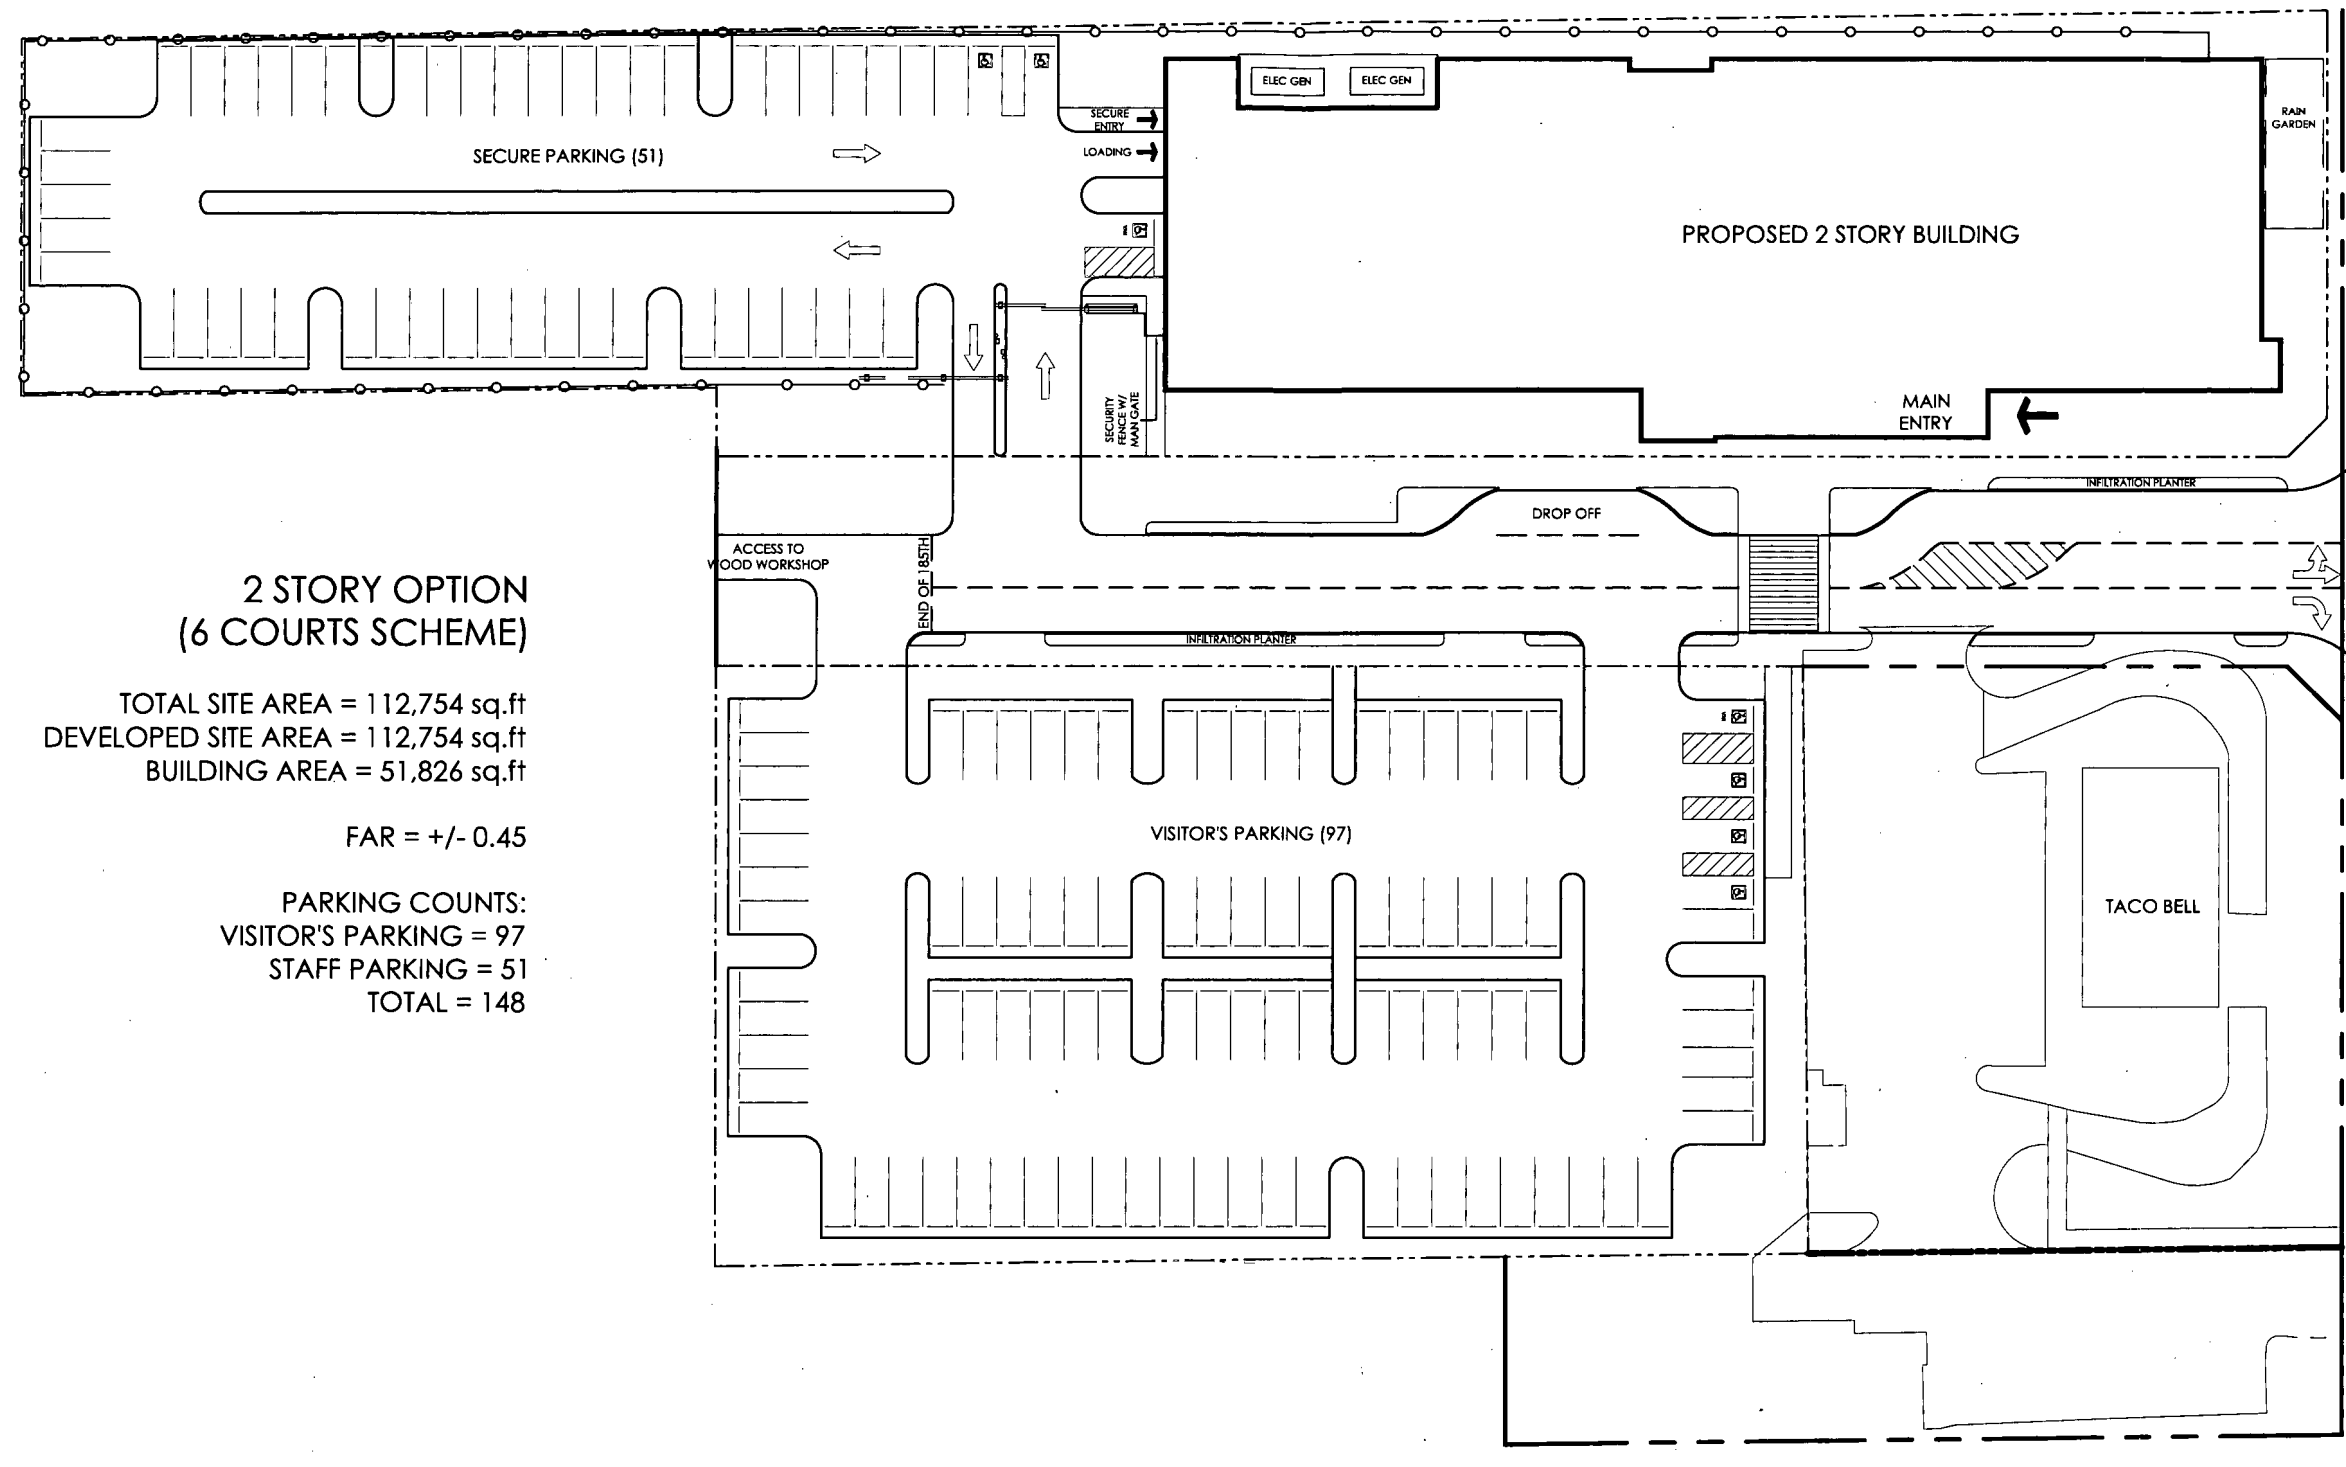 ELEC GEN
ELEC GEN
RAIN
GARDEN
SECURE
ENTRY
LOADING
SECURE PARKING (51)
PROPOSED 2 STORY BUILDING
SECURITY
FENCE W/
MAN GATE
MAIN
ENTRY
INFILTRATION PLANTER
DROP OFF
ACCESS TO
WOOD WORKSHOP
END OF 185TH
INFILTRATION PLANTER
2 STORY OPTION
(6 COURTS SCHEME)
TOTAL SITE AREA = 112,754 sq.ft
DEVELOPED SITE AREA = 112,754 sq.ft
BUILDING AREA = 51,826 sq.ft
FAR = +/- 0.45
PARKING COUNTS:
VISITOR'S PARKING = 97
STAFF PARKING = 51
TOTAL = 148
VISITOR'S PARKING (97)
TACO BELL